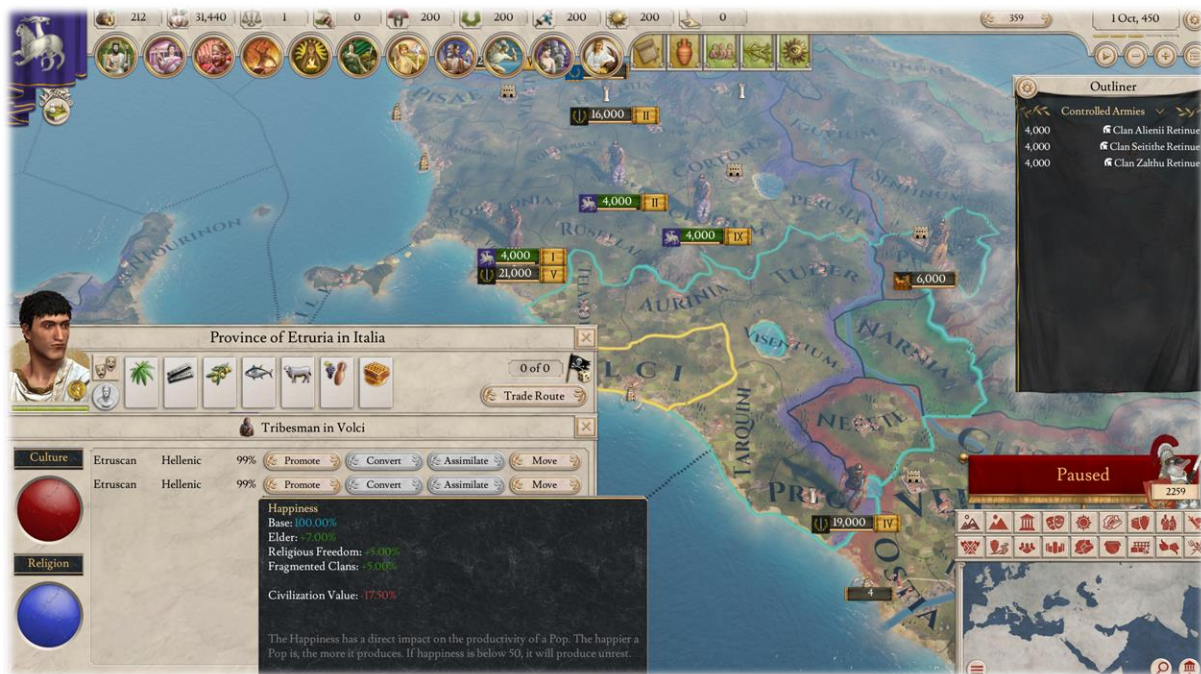 212 31,440 1 0 200 200 200 200 0 359 1 Oct, 450
Outliner
Controlled Armies
4,000 Clan Alienii Retinue
4,000 Clan Seitithe Retinue
4,000 Clan Zalthu Retinue
PISAE
16,000 II
IGUVIUM
ORTONA
SENTINUM
4,000 II
PERUSIA
RUSELLAE
4,000 IX
4,000 I
21,000 V
TUDER
6,000
AURINIA
NARNIA
VISENTIUM
Province of Etruria in Italia
0 of 0
Trade Route
LCI
NEPETE
TARQUINI
Tribesman in Volci
Culture
Etruscan Hellenic 99% Promote Convert Assimilate Move
Etruscan Hellenic 99% Promote Convert Assimilate Move
Paused
2259
Happiness
Base: 100.00%
Elder: +7.00%
Religious Freedom: +5.00%
Fragmented Clans: +5.00%
Civilization Value: -17.50%
19,000 IV
OSTIA
Religion
4
The Happiness has a direct impact on the productivity of a Pop. The happier a
Pop is, the more it produces. If happiness is below 50, it will produce unrest.